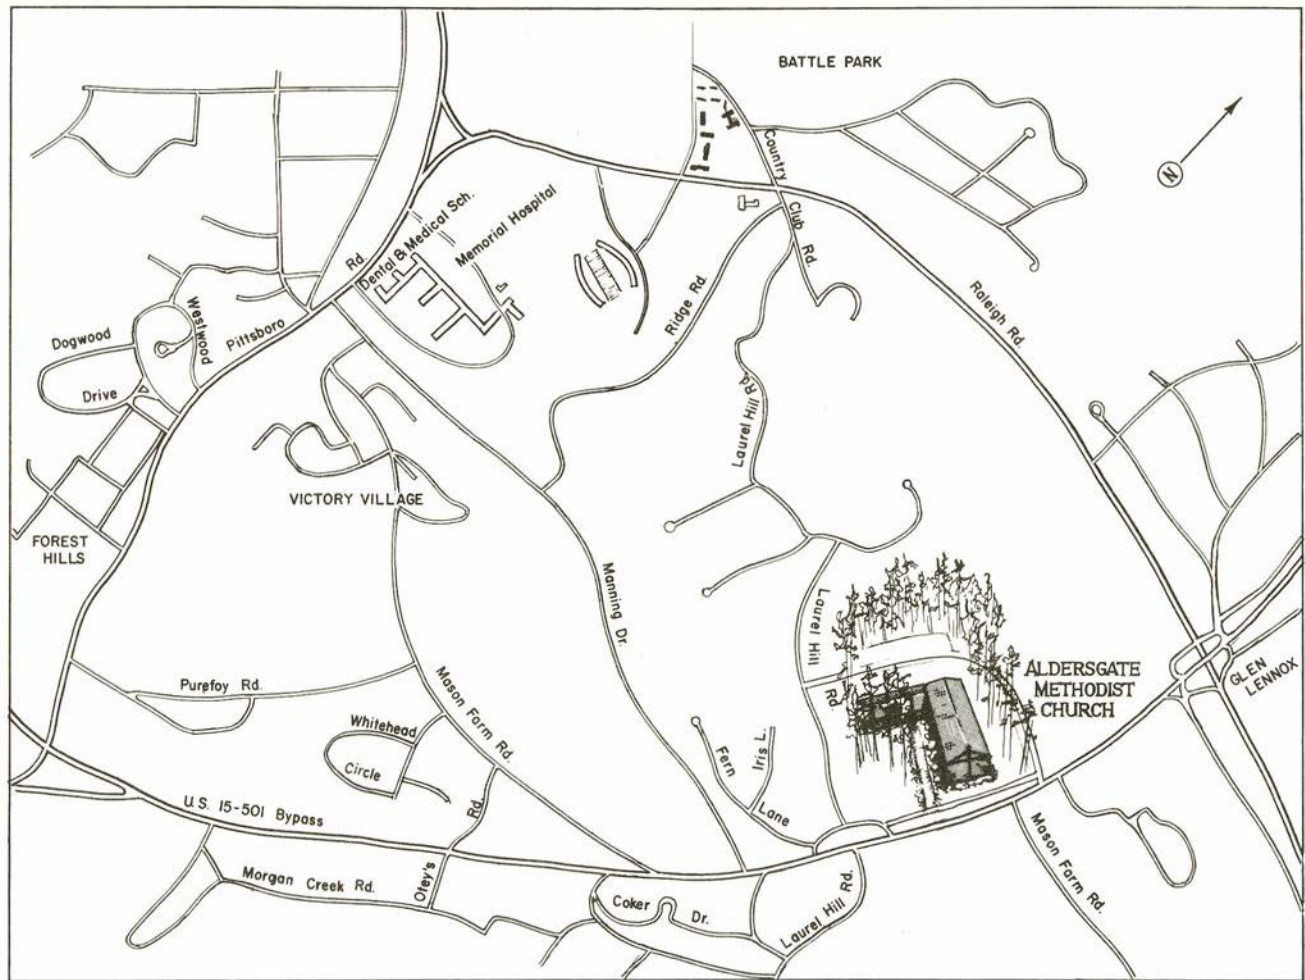 BATTLE PARK
N
Country
Club Rd.
Dental & Medical Sch.
Memorial Hospital
Pittsboro
Rd.
Ridge Rd.
Raleigh Rd.
Westwood
Dogwood
Drive
Laurel Hill Rd.
VICTORY VILLAGE
FOREST
HILLS
Manning Dr.
Laurel Hill
Rd
ALDERSGATE
METHODIST
CHURCH
GLEN
LENNOX
Purefoy Rd.
Mason Farm Rd.
Whitehead
Circle
Fern
Lane
Iris L.
U.S. 15-501 Bypass
Otey's
Rd.
Morgan Creek Rd.
Coker
Dr.
Laurel Hill Rd.
Mason Farm Rd.